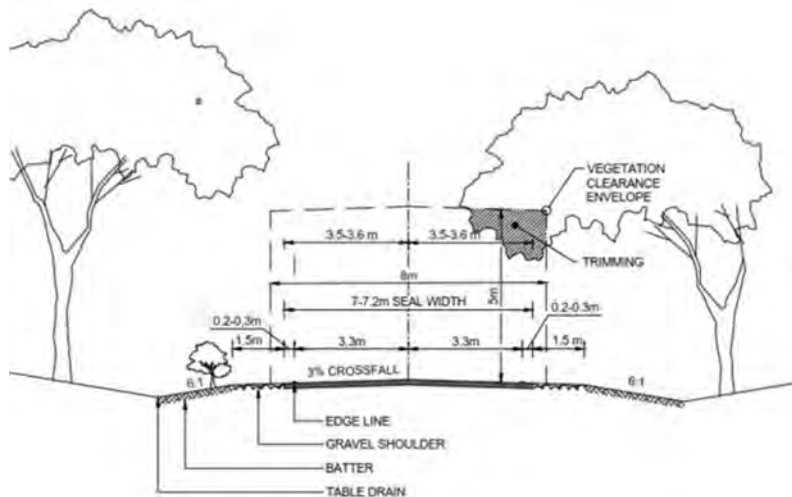 VEGETATION
CLEARANCE
ENVELOPE
3.5-3.6 m
3.5-3.6 m
TRIMMING
8m
5m
7-7.2m SEAL WIDTH
0.2-0.3m
0.2-0.3m
1.5m
3.3m
3.3m
1.5 m
3% CROSSFALL
6:1
6:1
EDGE LINE
GRAVEL SHOULDER
BATTER
TABLE DRAIN